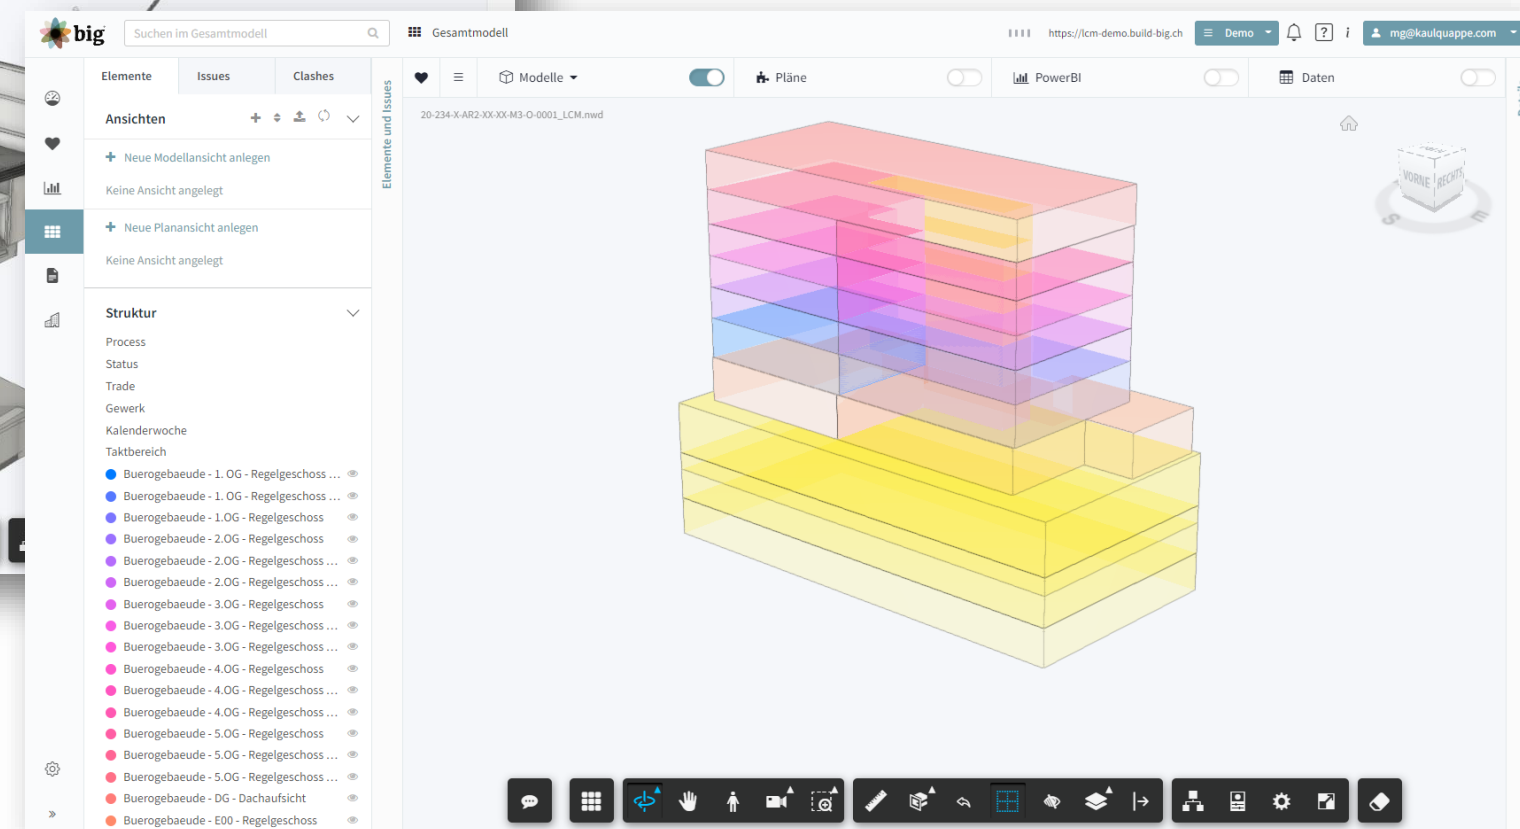 big
Suchen im Gesamtmodell
Gesamtmodell
https://lcm-demo.build-big.ch
Demo
?
i
mg@kaulquappe.com
Elemente
Issues
Clashes
Modelle
Pläne
PowerBI
Daten
Elemente und Issues
Ansichten
Neue Modellansicht anlegen
Keine Ansicht angelegt
Neue Planansicht anlegen
Keine Ansicht angelegt
Struktur
Process
Status
Trade
Gewerk
Kalenderwoche
Taktbereich
Buerogebaeude - 1. OG - Regelgeschoss ...
Buerogebaeude - 1. OG - Regelgeschoss ...
Buerogebaeude - 1.OG - Regelgeschoss
Buerogebaeude - 2.OG - Regelgeschoss
Buerogebaeude - 2.OG - Regelgeschoss ...
Buerogebaeude - 2.OG - Regelgeschoss ...
Buerogebaeude - 3.OG - Regelgeschoss
Buerogebaeude - 3.OG - Regelgeschoss ...
Buerogebaeude - 3.OG - Regelgeschoss ...
Buerogebaeude - 4.OG - Regelgeschoss
Buerogebaeude - 4.OG - Regelgeschoss ...
Buerogebaeude - 4.OG - Regelgeschoss ...
Buerogebaeude - 5.OG - Regelgeschoss
Buerogebaeude - 5.OG - Regelgeschoss ...
Buerogebaeude - 5.OG - Regelgeschoss ...
Buerogebaeude - DG - Dachaufsicht
Buerogebaeude - E00 - Regelgeschoss
20-234-X-AR2-XX-XX-M3-O-0001_LCM.nwd
VORNE
RECHTS
S
E